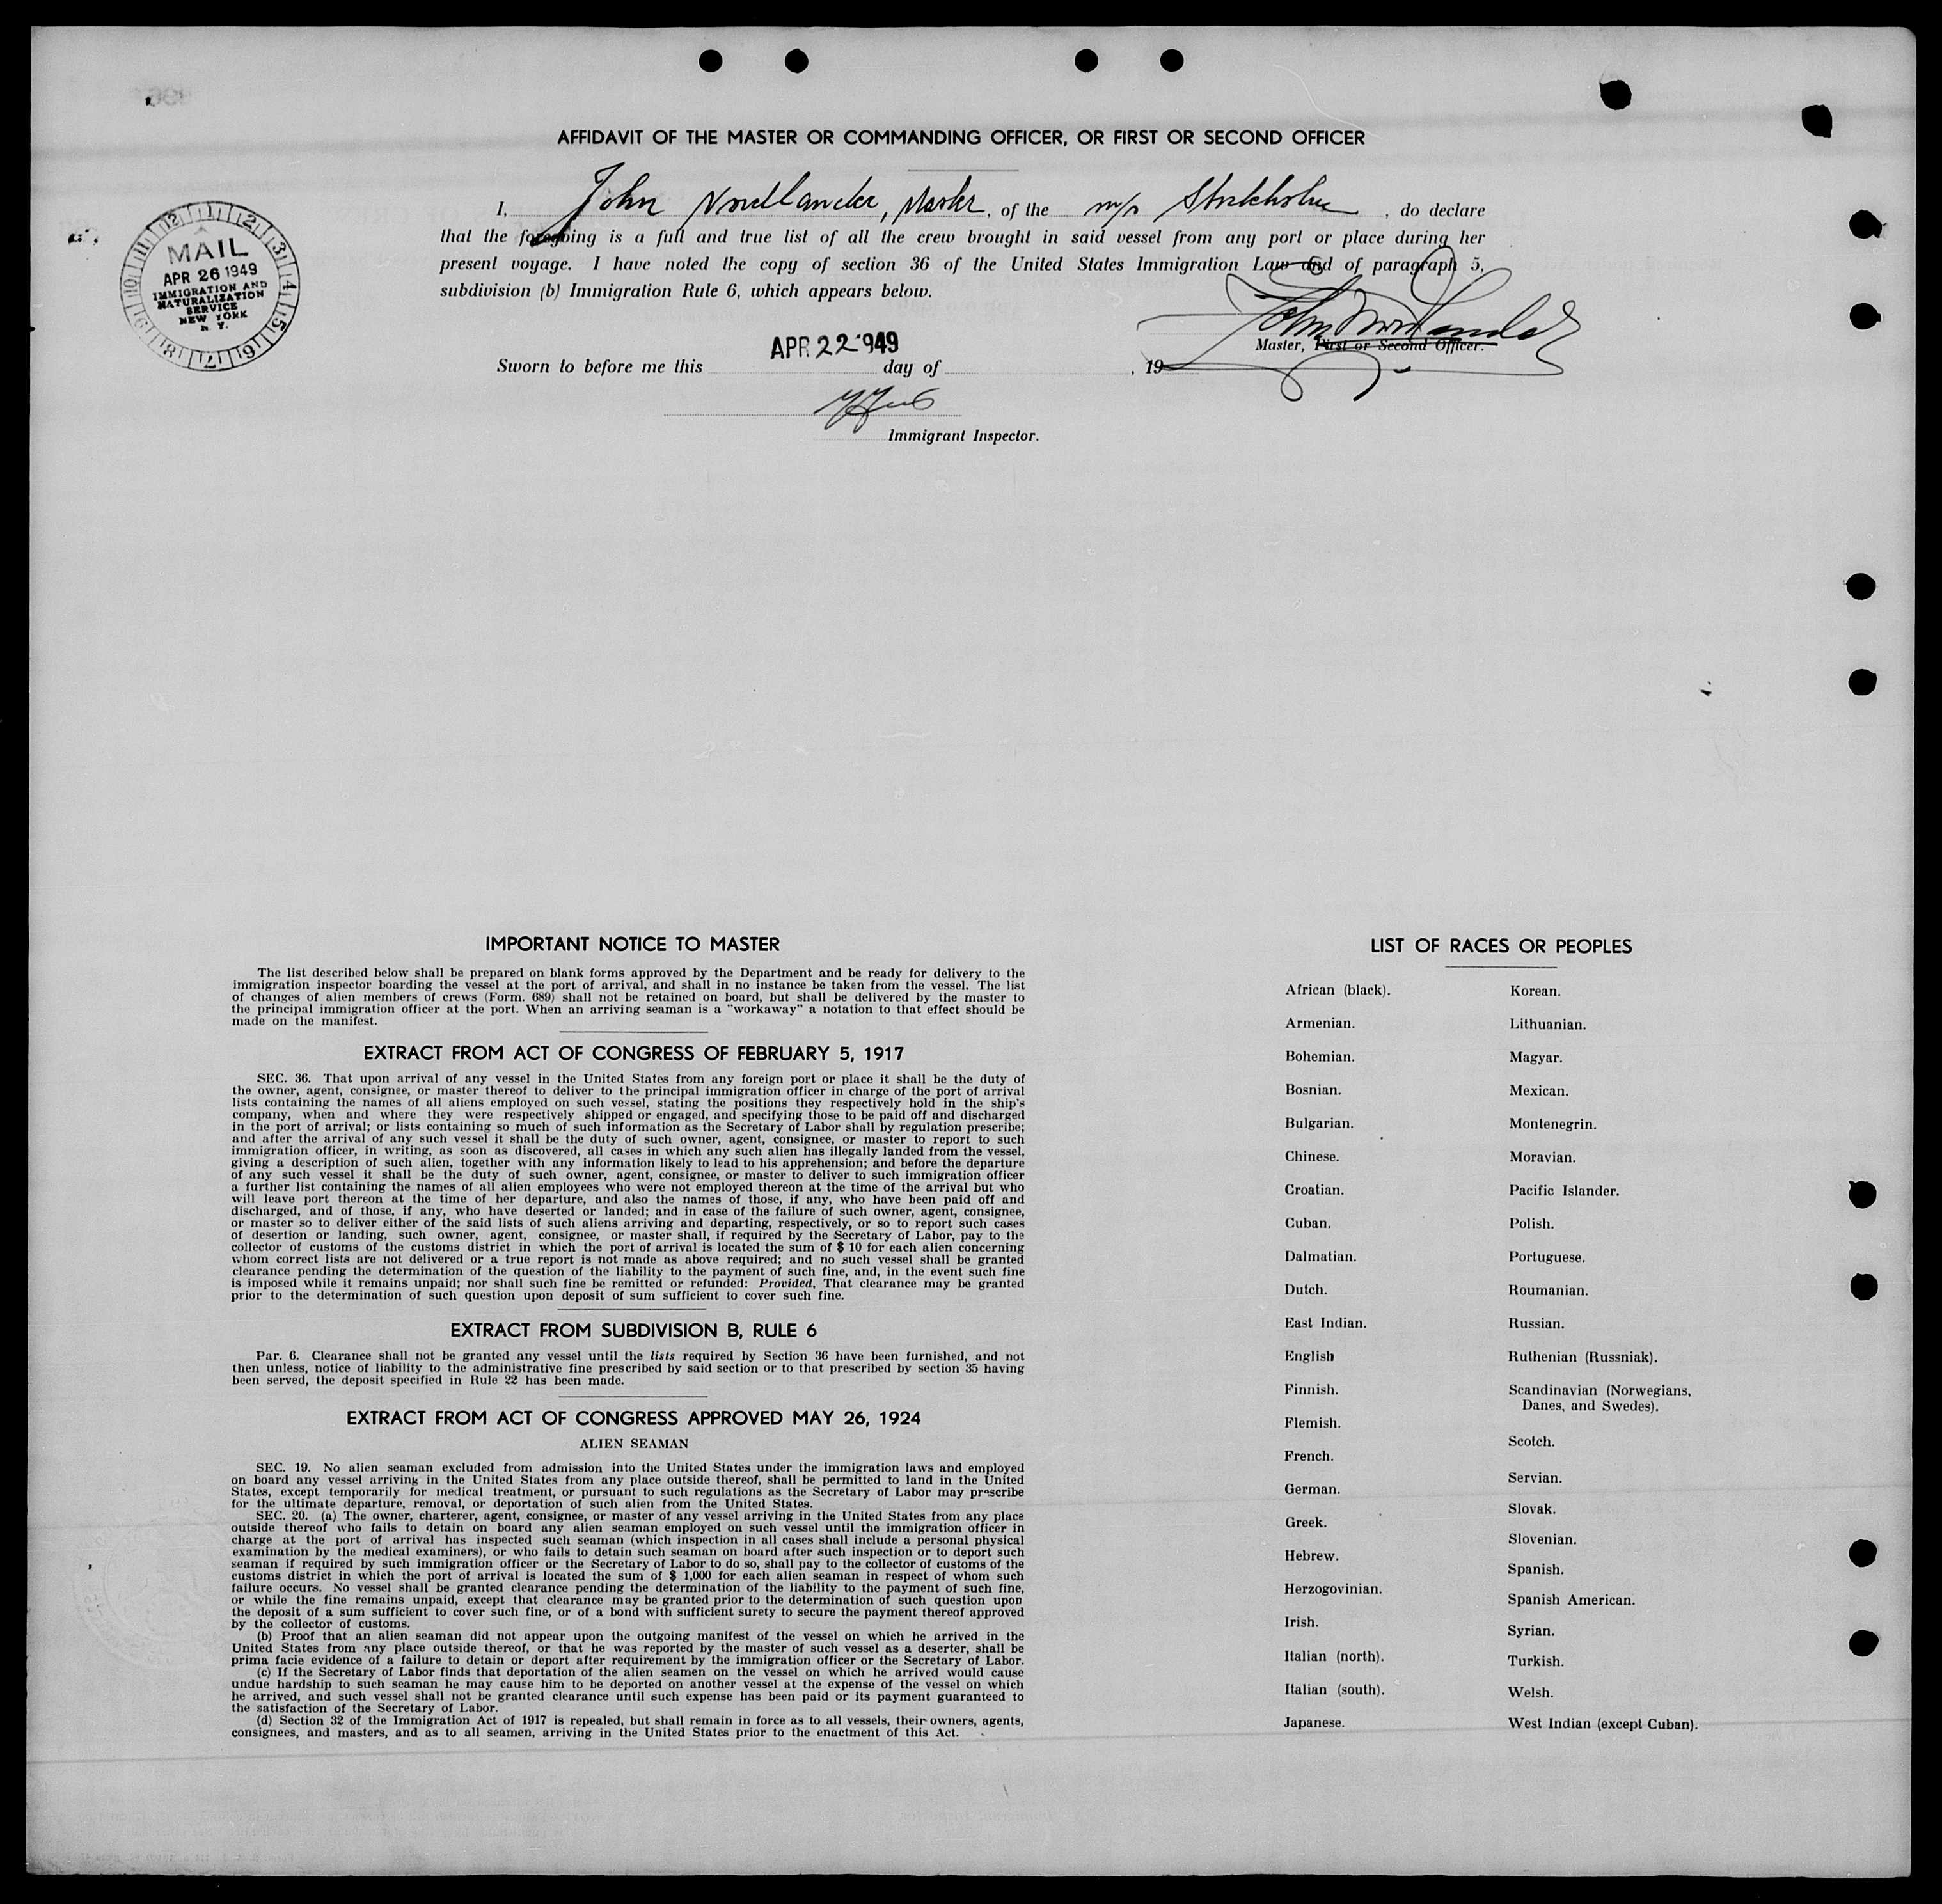 AFFIDAVIT OF THE MASTER OR COMMANDING OFFICER, OR FIRST OR SECOND OFFICER
I, John Nordlander, Master, of the m/s Stockholm, do declare
that the foregoing is a full and true list of all the crew brought in said vessel from any port or place during her
present voyage. I have noted the copy of section 36 of the United States Immigration Law and of paragraph 5,
subdivision (b) Immigration Rule 6, which appears below.
MAIL
APR 26 1949
IMMIGRATION AND
NATURALIZATION
SERVICE
NEW YORK
N. Y.
John Nordlander
Master, First or Second Officer.
APR 22 1949
Sworn to before me this day of , 19
Immigrant Inspector.
IMPORTANT NOTICE TO MASTER
The list described below shall be prepared on blank forms approved by the Department and be ready for delivery to the
immigration inspector boarding the vessel at the port of arrival, and shall in no instance be taken from the vessel. The list
of changes of alien members of crews (Form. 689) shall not be retained on board, but shall be delivered by the master to
the principal immigration officer at the port. When an arriving seaman is a "workaway" a notation to that effect should be
made on the manifest.
EXTRACT FROM ACT OF CONGRESS OF FEBRUARY 5, 1917
SEC. 36. That upon arrival of any vessel in the United States from any foreign port or place it shall be the duty of
the owner, agent, consignee, or master thereof to deliver to the principal immigration officer in charge of the port of arrival
lists containing the names of all aliens employed on such vessel, stating the positions they respectively hold in the ship's
company, when and where they were respectively shipped or engaged, and specifying those to be paid off and discharged
in the port of arrival; or lists containing so much of such information as the Secretary of Labor shall by regulation prescribe;
and after the arrival of any such vessel it shall be the duty of such owner, agent, consignee, or master to report to such
immigration officer, in writing, as soon as discovered, all cases in which any such alien has illegally landed from the vessel,
giving a description of such alien, together with any information likely to lead to his apprehension; and before the departure
of any such vessel it shall be the duty of such owner, agent, consignee, or master to deliver to such immigration officer
a further list containing the names of all alien employees who were not employed thereon at the time of the arrival but who
will leave port thereon at the time of her departure, and also the names of those, if any, who have been paid off and
discharged, and of those, if any, who have deserted or landed; and in case of the failure of such owner, agent, consignee,
or master so to deliver either of the said lists of such aliens arriving and departing, respectively, or so to report such cases
of desertion or landing, such owner, agent, consignee, or master shall, if required by the Secretary of Labor, pay to the
collector of customs of the customs district in which the port of arrival is located the sum of $ 10 for each alien concerning
whom correct lists are not delivered or a true report is not made as above required; and no such vessel shall be granted
clearance pending the determination of the question of the liability to the payment of such fine, and, in the event such fine
is imposed while it remains unpaid; nor shall such fine be remitted or refunded: Provided, That clearance may be granted
prior to the determination of such question upon deposit of sum sufficient to cover such fine.
EXTRACT FROM SUBDIVISION B, RULE 6
Par. 6. Clearance shall not be granted any vessel until the lists required by Section 36 have been furnished, and not
then unless, notice of liability to the administrative fine prescribed by said section or to that prescribed by section 35 having
been served, the deposit specified in Rule 22 has been made.
EXTRACT FROM ACT OF CONGRESS APPROVED MAY 26, 1924
ALIEN SEAMAN
SEC. 19. No alien seaman excluded from admission into the United States under the immigration laws and employed
on board any vessel arriving in the United States from any place outside thereof, shall be permitted to land in the United
States, except temporarily for medical treatment, or pursuant to such regulations as the Secretary of Labor may prescribe
for the ultimate departure, removal, or deportation of such alien from the United States.
SEC. 20. (a) The owner, charterer, agent, consignee, or master of any vessel arriving in the United States from any place
outside thereof who fails to detain on board any alien seaman employed on such vessel until the immigration officer in
charge at the port of arrival has inspected such seaman (which inspection in all cases shall include a personal physical
examination by the medical examiners), or who fails to detain such seaman on board after such inspection or to deport such
seaman if required by such immigration officer or the Secretary of Labor to do so, shall pay to the collector of customs of the
customs district in which the port of arrival is located the sum of $ 1,000 for each alien seaman in respect of whom such
failure occurs. No vessel shall be granted clearance pending the determination of the liability to the payment of such fine,
or while the fine remains unpaid, except that clearance may be granted prior to the determination of such question upon
the deposit of a sum sufficient to cover such fine, or of a bond with sufficient surety to secure the payment thereof approved
by the collector of customs.
(b) Proof that an alien seaman did not appear upon the outgoing manifest of the vessel on which he arrived in the
United States from any place outside thereof, or that he was reported by the master of such vessel as a deserter, shall be
prima facie evidence of a failure to detain or deport after requirement by the immigration officer or the Secretary of Labor.
(c) If the Secretary of Labor finds that deportation of the alien seamen on the vessel on which he arrived would cause
undue hardship to such seaman he may cause him to be deported on another vessel at the expense of the vessel on which
he arrived, and such vessel shall not be granted clearance until such expense has been paid or its payment guaranteed to
the satisfaction of the Secretary of Labor.
(d) Section 32 of the Immigration Act of 1917 is repealed, but shall remain in force as to all vessels, their owners, agents,
consignees, and masters, and as to all seamen, arriving in the United States prior to the enactment of this Act.
LIST OF RACES OR PEOPLES
African (black).
Armenian.
Bohemian.
Bosnian.
Bulgarian.
Chinese.
Croatian.
Cuban.
Dalmatian.
Dutch.
East Indian.
English
Finnish.
Flemish.
French.
German.
Greek.
Hebrew.
Herzogovinian.
Irish.
Italian (north).
Italian (south).
Japanese.
Korean.
Lithuanian.
Magyar.
Mexican.
Montenegrin.
Moravian.
Pacific Islander.
Polish.
Portuguese.
Roumanian.
Russian.
Ruthenian (Russniak).
Scandinavian (Norwegians,
Danes, and Swedes).
Scotch.
Servian.
Slovak.
Slovenian.
Spanish.
Spanish American.
Syrian.
Turkish.
Welsh.
West Indian (except Cuban).